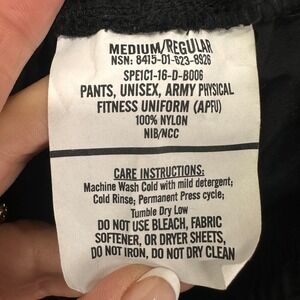 MEDIUM/REGULAR
NSN: 8415-01-623-8926
SPE1C1-16-D-B006
PANTS, UNISEX, ARMY PHYSICAL
FITNESS UNIFORM (APFU)
100% NYLON
NIB/NCC
CARE INSTRUCTIONS:
Machine Wash Cold with mild detergent;
Cold Rinse; Permanent Press cycle;
Tumble Dry Low
DO NOT USE BLEACH, FABRIC
SOFTENER, OR DRYER SHEETS,
DO NOT IRON, DO NOT DRY CLEAN